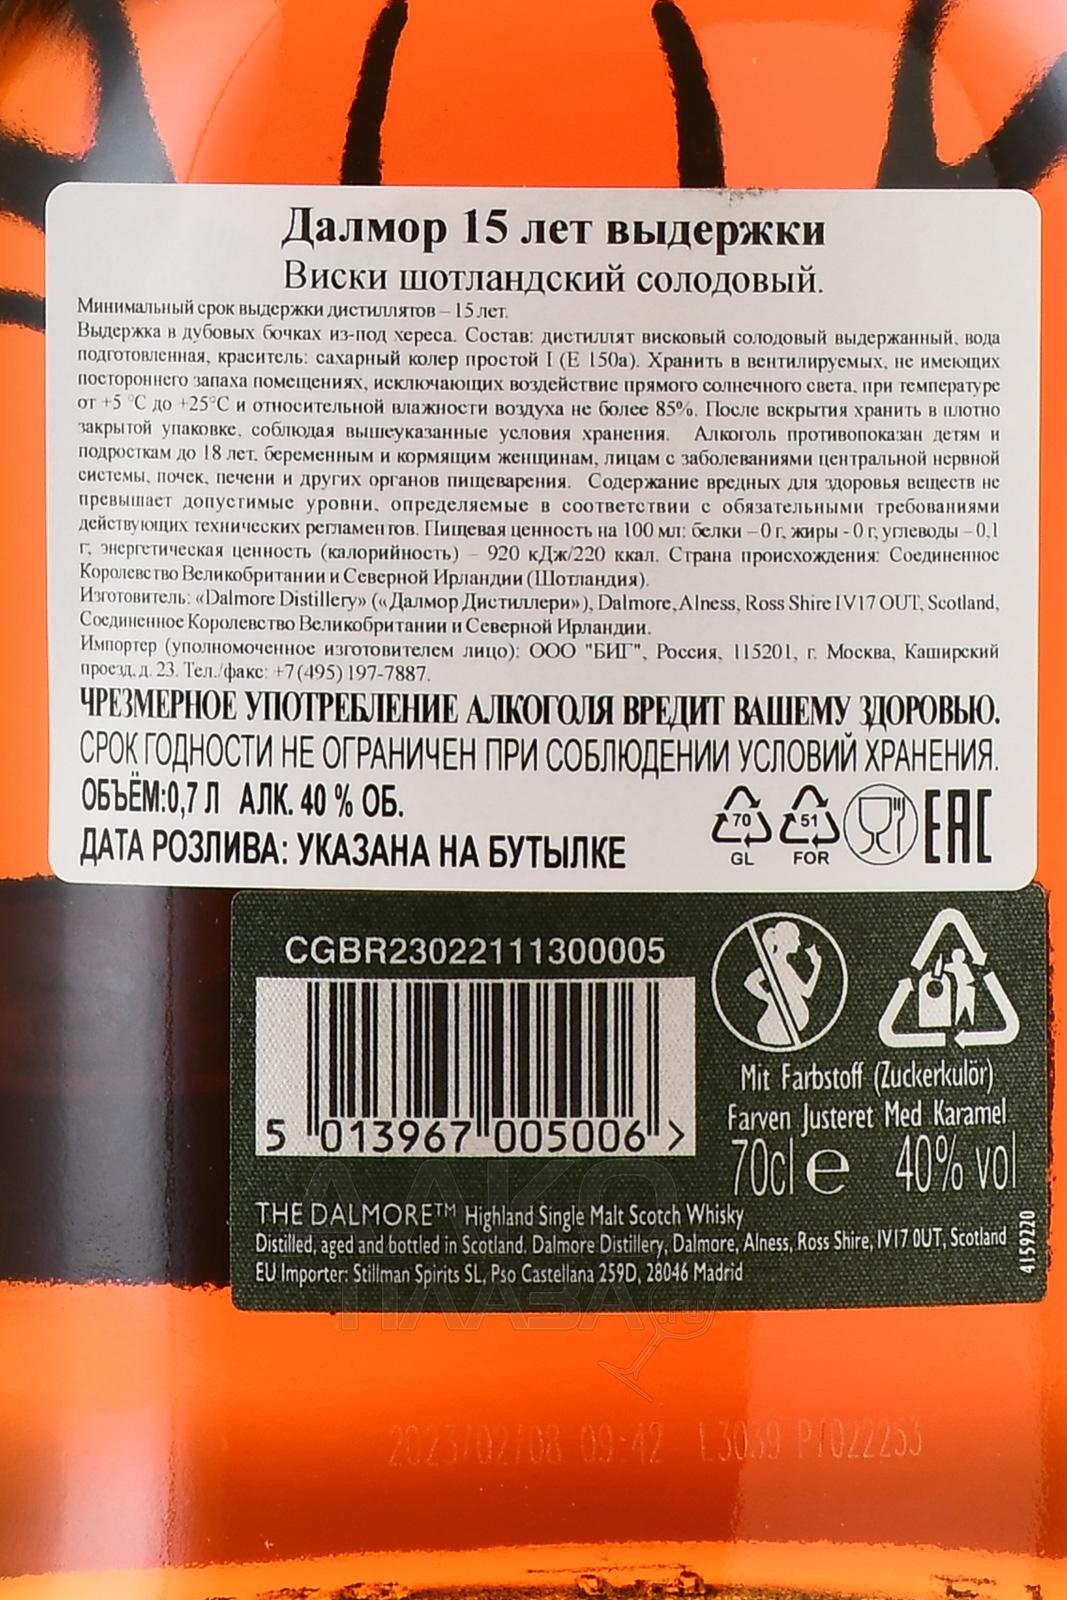 Далмор 15 лет выдержки
Виски шотландский солодовый.
Минимальный срок выдержки дистиллятов – 15 лет.
Выдержка в дубовых бочках из-под хереса. Состав: дистиллят висковый солодовый выдержанный, вода
подготовленная, краситель: сахарный колер простой I (Е 150а). Хранить в вентилируемых, не имеющих
постороннего запаха помещениях, исключающих воздействие прямого солнечного света, при температуре
от +5 °С до +25°С и относительной влажности воздуха не более 85%. После вскрытия хранить в плотно
закрытой упаковке, соблюдая вышеуказанные условия хранения. Алкоголь противопоказан детям и
подросткам до 18 лет, беременным и кормящим женщинам, лицам с заболеваниями центральной нервной
системы, почек, печени и других органов пищеварения. Содержание вредных для здоровья веществ не
превышает допустимые уровни, определяемые в соответствии с обязательными требованиями
действующих технических регламентов. Пищевая ценность на 100 мл: белки – 0 г, жиры - 0 г, углеводы – 0,1
г, энергетическая ценность (калорийность) – 920 кДж/220 ккал. Страна происхождения: Соединенное
Королевство Великобритании и Северной Ирландии (Шотландия).
Изготовитель: «Dalmore Distillery» («Далмор Дистиллери»), Dalmore, Alness, Ross Shire IV17 OUT, Scotland,
Соединенное Королевство Великобритании и Северной Ирландии.
Импортер (уполномоченное изготовителем лицо): ООО "БИГ", Россия, 115201, г. Москва, Каширский
проезд, д. 23. Тел./факс: +7(495) 197-7887.
ЧРЕЗМЕРНОЕ УПОТРЕБЛЕНИЕ АЛКОГОЛЯ ВРЕДИТ ВАШЕМУ ЗДОРОВЬЮ.
СРОК ГОДНОСТИ НЕ ОГРАНИЧЕН ПРИ СОБЛЮДЕНИИ УСЛОВИЙ ХРАНЕНИЯ.
ОБЪЁМ:0,7 Л АЛК. 40 % ОБ.
ДАТА РОЗЛИВА: УКАЗАНА НА БУТЫЛКЕ
70 GL 51 FOR EAC
CGBR23022111300005
5 013967 005006 >
Mit Farbstoff (Zuckerkulör)
Farven Justeret Med Karamel
70cl e 40% vol
THE DALMORE™ Highland Single Malt Scotch Whisky
Distilled, aged and bottled in Scotland. Dalmore Distillery, Dalmore, Alness, Ross Shire, IV17 0UT, Scotland
EU Importer: Stillman Spirits SL, Pso Castellana 259D, 28046 Madrid
4159220
АЛКО
ПЛАЗА.ru
2023/02/08 09:42 L3039 P/022253